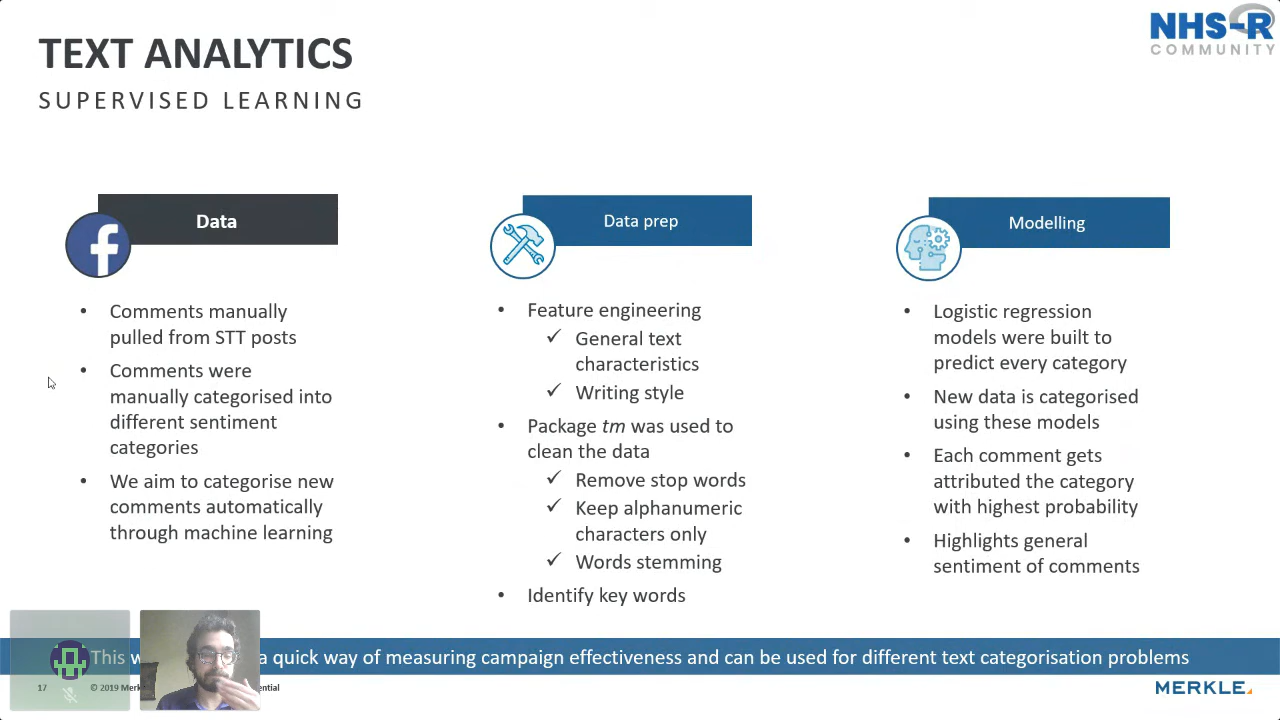 NHS-R
COMMUNITY
TEXT ANALYTICS
SUPERVISED LEARNING
Data
Comments manually
pulled from STT posts
Comments were
manually categorised into
different sentiment
categories
We aim to categorise new
comments automatically
through machine learning
Data prep
Feature engineering
General text
characteristics
Writing style
Package tm was used to
clean the data
Remove stop words
Keep alphanumeric
characters only
Words stemming
Identify key words
Modelling
Logistic regression
models were built to
predict every category
New data is categorised
using these models
Each comment gets
attributed the category
with highest probability
Highlights general
sentiment of comments
This a quick way of measuring campaign effectiveness and can be used for different text categorisation problems
17 © 2019
MERKLE